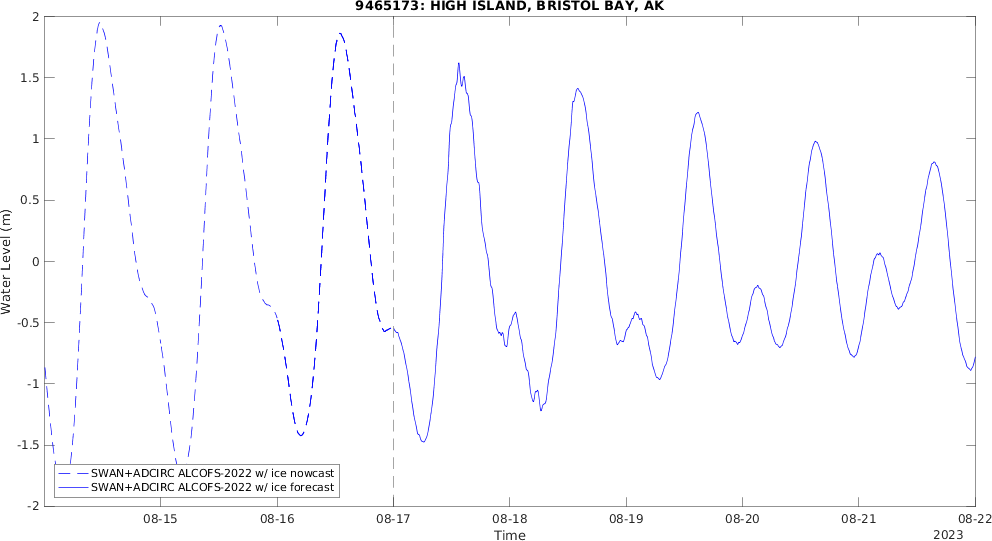 9465173: HIGH ISLAND, BRISTOL BAY, AK
Water Level (m)
2
1.5
1
0.5
0
-0.5
-1
-1.5
-2
SWAN+ADCIRC ALCOFS-2022 w/ ice nowcast
SWAN+ADCIRC ALCOFS-2022 w/ ice forecast
08-15 08-16 08-17 08-18 08-19 08-20 08-21 08-22
Time
2023